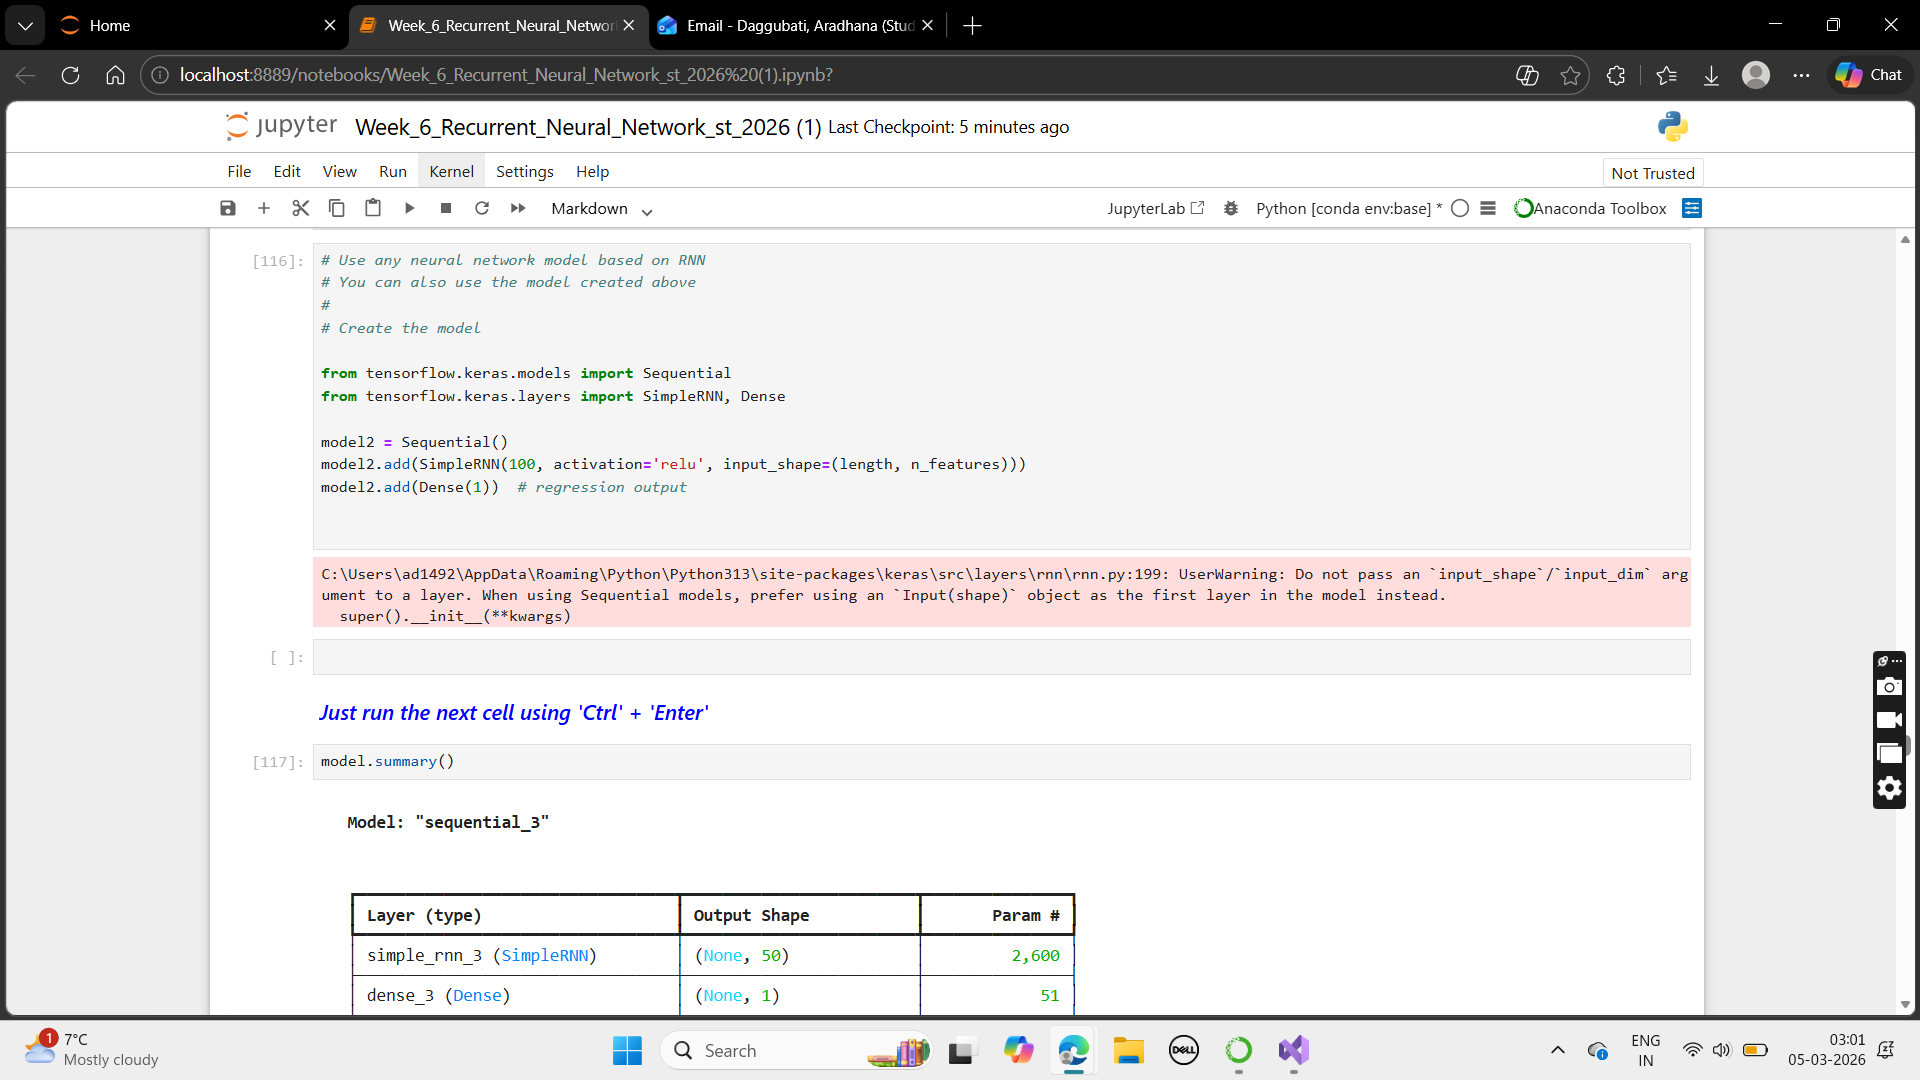 Home
Week_6_Recurrent_Neural_Networ
Email - Daggubati, Aradhana (Stud
localhost:8889/notebooks/Week_6_Recurrent_Neural_Network_st_2026%20(1).ipynb?
Chat
jupyter Week_6_Recurrent_Neural_Network_st_2026 (1) Last Checkpoint: 5 minutes ago
File Edit View Run Kernel Settings Help
Not Trusted
Markdown
JupyterLab
Python [conda env:base] *
Anaconda Toolbox
[116]:
# Use any neural network model based on RNN
# You can also use the model created above
#
# Create the model
from tensorflow.keras.models import Sequential
from tensorflow.keras.layers import SimpleRNN, Dense
model2 = Sequential()
model2.add(SimpleRNN(100, activation='relu', input_shape=(length, n_features)))
model2.add(Dense(1))  # regression output
C:\Users\ad1492\AppData\Roaming\Python\Python313\site-packages\keras\src\layers\rnn\rnn.py:199: UserWarning: Do not pass an `input_shape`/`input_dim` arg
ument to a layer. When using Sequential models, prefer using an `Input(shape)` object as the first layer in the model instead.
super().__init__(**kwargs)
[ ]:
Just run the next cell using 'Ctrl' + 'Enter'
[117]:
model.summary()
Model: "sequential_3"
Layer (type) Output Shape Param #
simple_rnn_3 (SimpleRNN) (None, 50) 2,600
dense_3 (Dense) (None, 1) 51
1
7°C
Mostly cloudy
Search
DELL
ENG
IN
03:01
05-03-2026